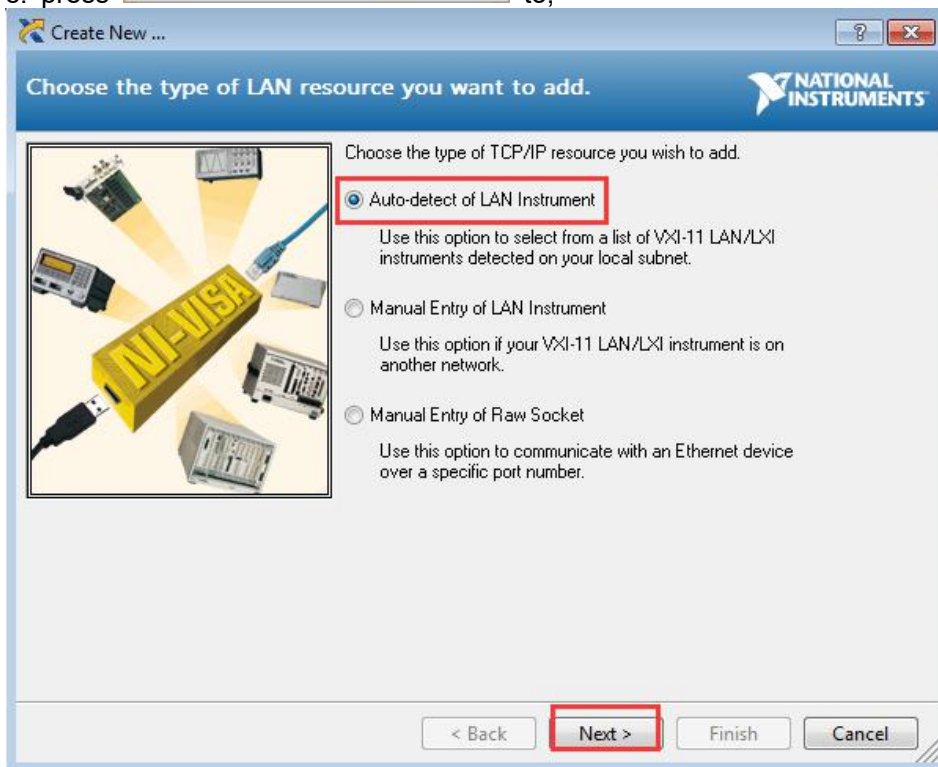 press to,
Create New ...
Choose the type of LAN resource you want to add.
NATIONAL
INSTRUMENTS
Choose the type of TCP/IP resource you wish to add.
Auto-detect of LAN Instrument
Use this option to select from a list of VXI-11 LAN/LXI
instruments detected on your local subnet.
Manual Entry of LAN Instrument
Use this option if your VXI-11 LAN/LXI instrument is on
another network.
Manual Entry of Raw Socket
Use this option to communicate with an Ethernet device
over a specific port number.
NI-VISA
< Back Next > Finish Cancel